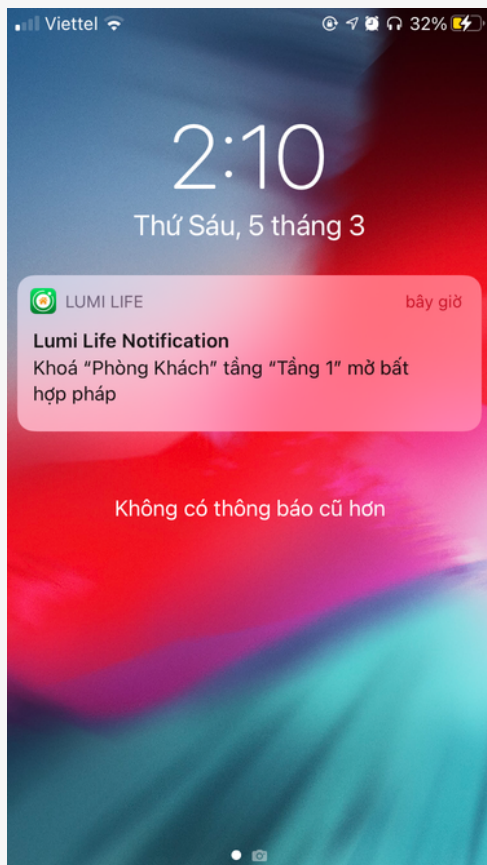 Viettel 32%
2:10
Thứ Sáu, 5 tháng 3
LUMI LIFE bây giờ
Lumi Life Notification
Khoá “Phòng Khách” tầng “Tầng 1” mở bất
hợp pháp
Không có thông báo cũ hơn